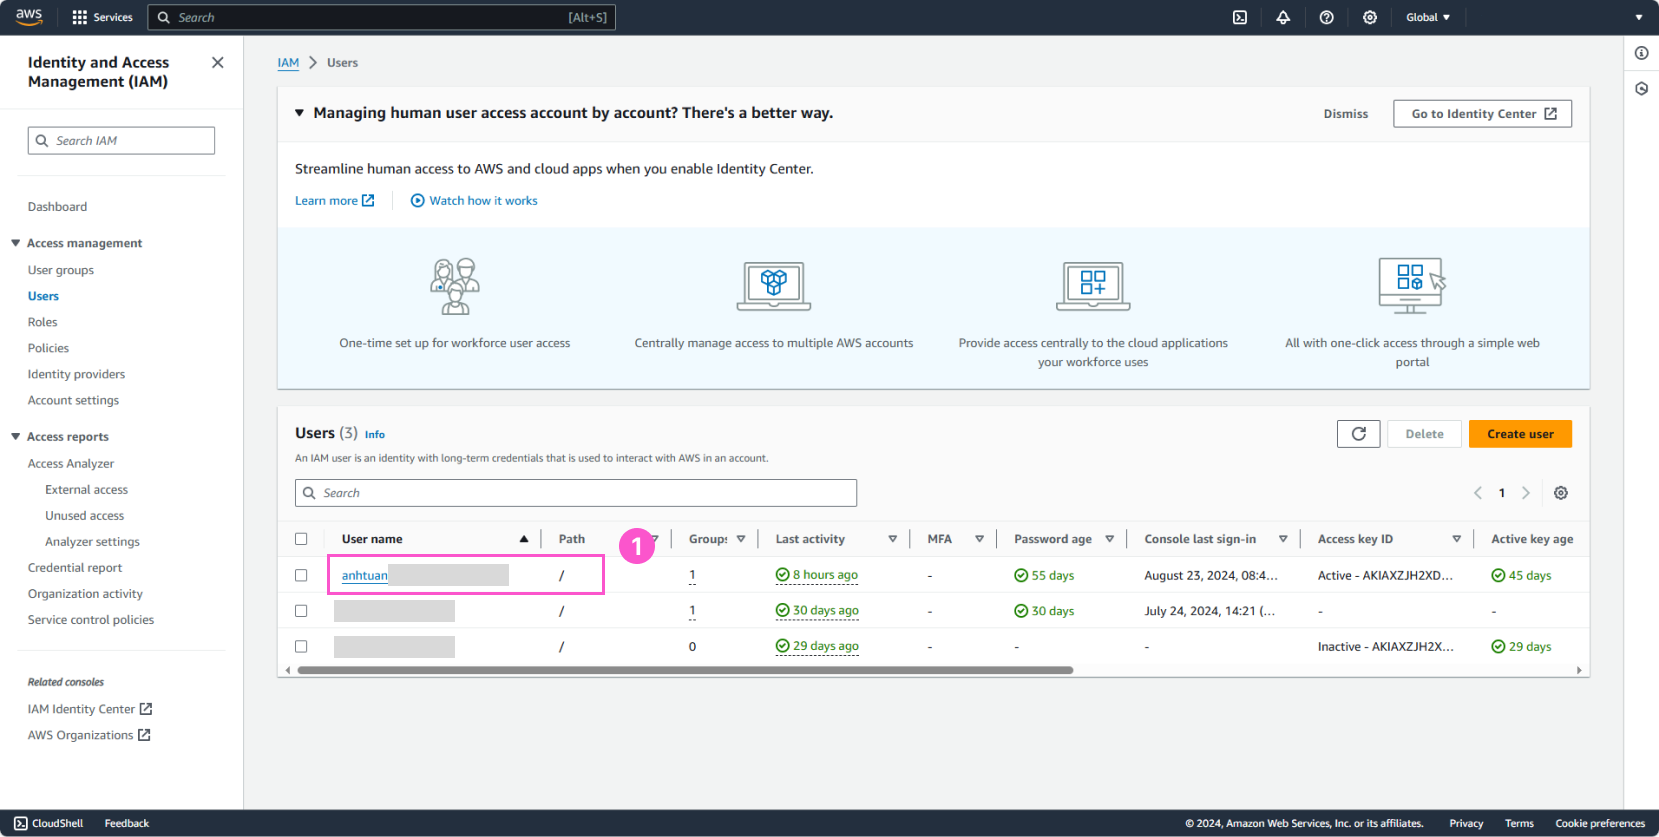 aws
Services
Search
[Alt+S]
Global
Identity and Access
Management (IAM)
Search IAM
Dashboard
Access management
User groups
Users
Roles
Policies
Identity providers
Account settings
Access reports
Access Analyzer
External access
Unused access
Analyzer settings
Credential report
Organization activity
Service control policies
Related consoles
IAM Identity Center
AWS Organizations
IAM > Users
Managing human user access account by account? There's a better way.
Dismiss
Go to Identity Center
Streamline human access to AWS and cloud apps when you enable Identity Center.
Learn more
Watch how it works
One-time set up for workforce user access
Centrally manage access to multiple AWS accounts
Provide access centrally to the cloud applications
your workforce uses
All with one-click access through a simple web
portal
Users (3) Info
Delete
Create user
An IAM user is an identity with long-term credentials that is used to interact with AWS in an account.
Search
1
User name Path 1 Groups Last activity MFA Password age Console last sign-in Access key ID Active key age
anhtuan / 1 8 hours ago - 55 days August 23, 2024, 08:4... Active - AKIAXZJH2XD... 45 days
/ 1 30 days ago - 30 days July 24, 2024, 14:21 (... - -
/ 0 29 days ago - - - Inactive - AKIAXZJH2X... 29 days
CloudShell
Feedback
© 2024, Amazon Web Services, Inc. or its affiliates.
Privacy
Terms
Cookie preferences